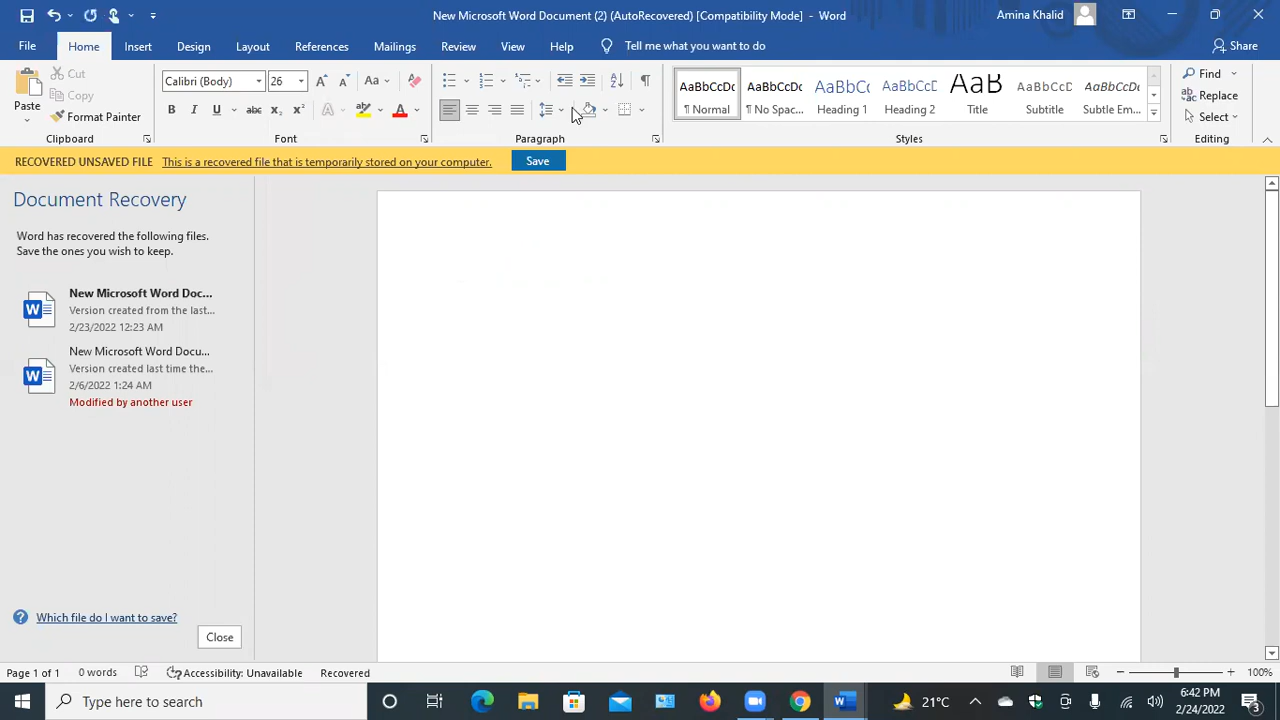 New Microsoft Word Document (2) (AutoRecovered) [Compatibility Mode] - Word
Amina Khalid
File Home Insert Design Layout References Mailings Review View Help Tell me what you want to do Share
Paste
Cut
Copy
Format Painter
Clipboard
Calibri (Body) 26
Font
Paragraph
AaBbCcDc AaBbCcDc AaBbCc AaBbCcD AaB AaBbCcD AaBbCcDc
¶ Normal ¶ No Spac... Heading 1 Heading 2 Title Subtitle Subtle Em...
Styles
Find
Replace
Select
Editing
RECOVERED UNSAVED FILE This is a recovered file that is temporarily stored on your computer. Save
Document Recovery
Word has recovered the following files.
Save the ones you wish to keep.
New Microsoft Word Doc...
Version created from the last...
2/23/2022 12:23 AM
New Microsoft Word Docu...
Version created last time the...
2/6/2022 1:24 AM
Modified by another user
Which file do I want to save?
Close
Page 1 of 1 0 words Accessibility: Unavailable Recovered 100%
Type here to search
21°C
6:42 PM
2/24/2022
3